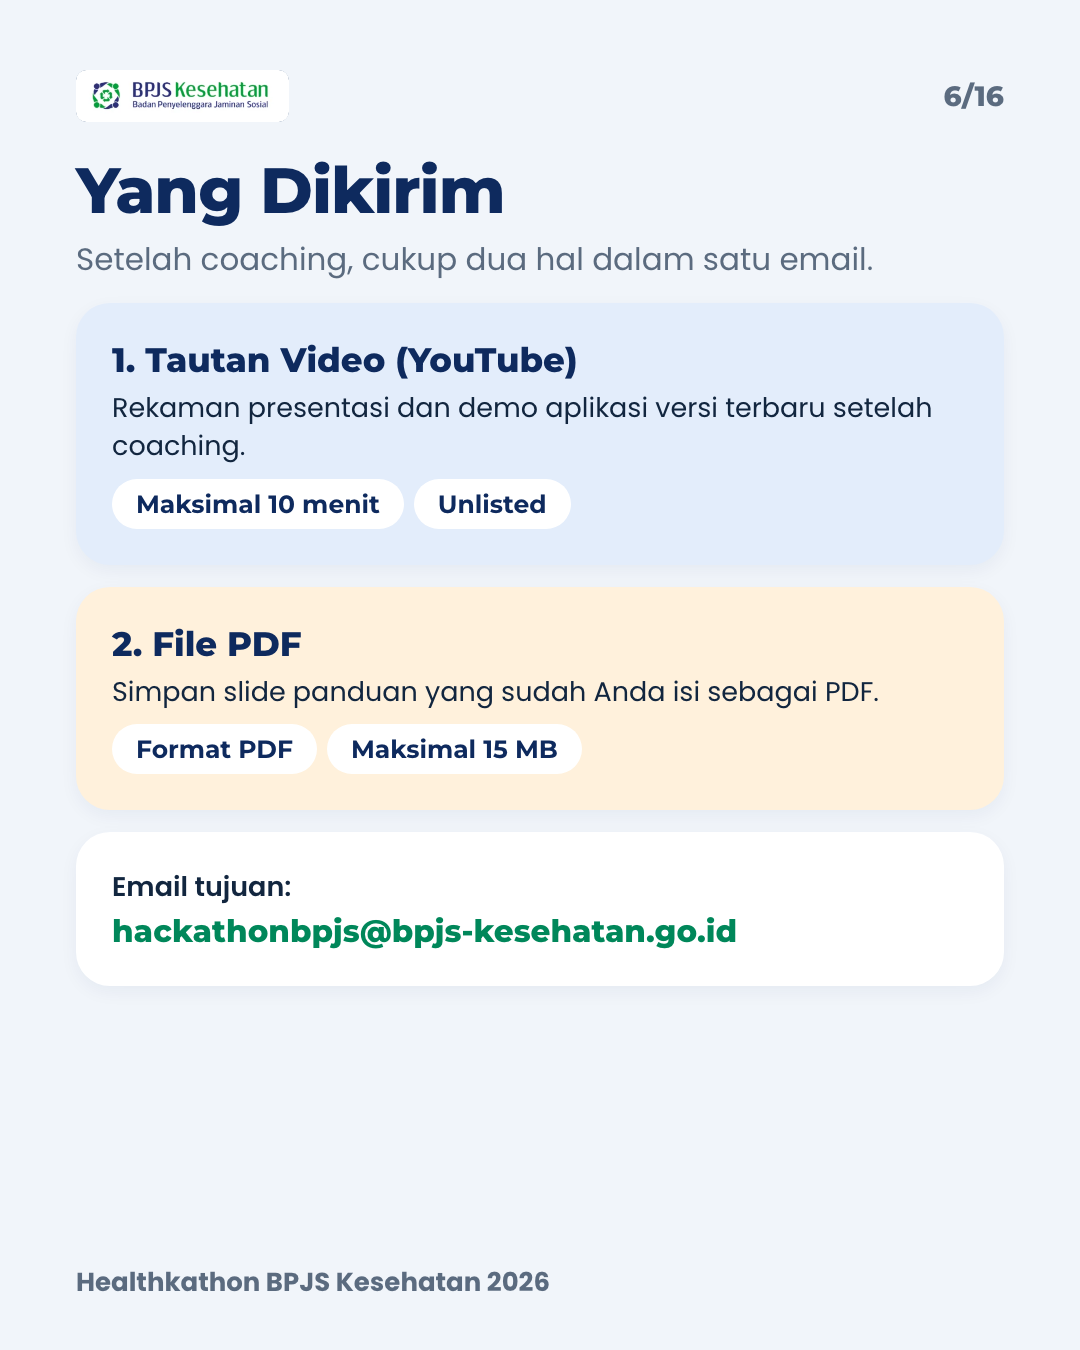 BPJS Kesehatan
Badan Penyelenggara Jaminan Sosial
6/16
Yang Dikirim
Setelah coaching, cukup dua hal dalam satu email.
1. Tautan Video (YouTube)
Rekaman presentasi dan demo aplikasi versi terbaru setelah
coaching.
Maksimal 10 menit
Unlisted
2. File PDF
Simpan slide panduan yang sudah Anda isi sebagai PDF.
Format PDF
Maksimal 15 MB
Email tujuan:
hackathonbpjs@bpjs-kesehatan.go.id
Healthkathon BPJS Kesehatan 2026